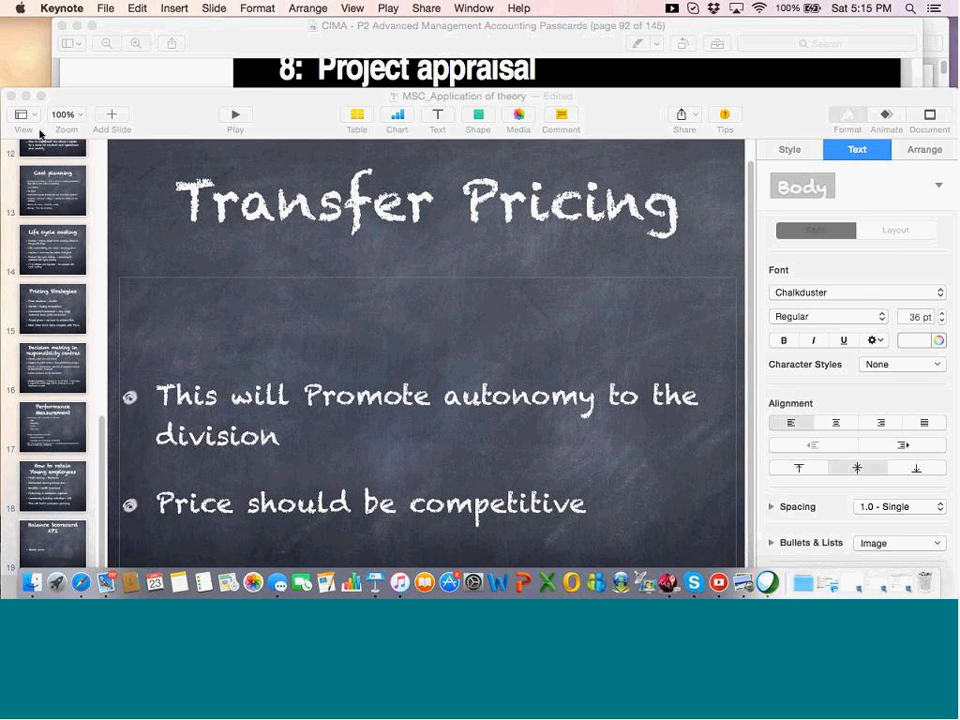 Keynote File Edit Insert Slide Format Arrange View Play Share Window Help 100% Sat 5:15 PM
CIMA - P2 Advanced Management Accounting Passcards (page 92 of 145)
Search
8: Project appraisal
MSC_Application of theory — Edited
100%
View Zoom Add Slide Play Table Chart Text Shape Media Comment Share Tips Format Animate Document
12
Cost planning
13
Life cycle costing
14
Pricing Strategies
15
Decision making in
responsibility centres
16
Performance
Measurement
17
How to retain
Young employees
18
Balance Scorecard
KPI
19
Transfer Pricing
This will Promote autonomy to the
division
Price should be competitive
Style Text Arrange
Body
Style Layout
Font
Chalkduster
Regular 36 pt
B I U
Character Styles None
Alignment
Spacing 1.0 - Single
Bullets & Lists Image
23